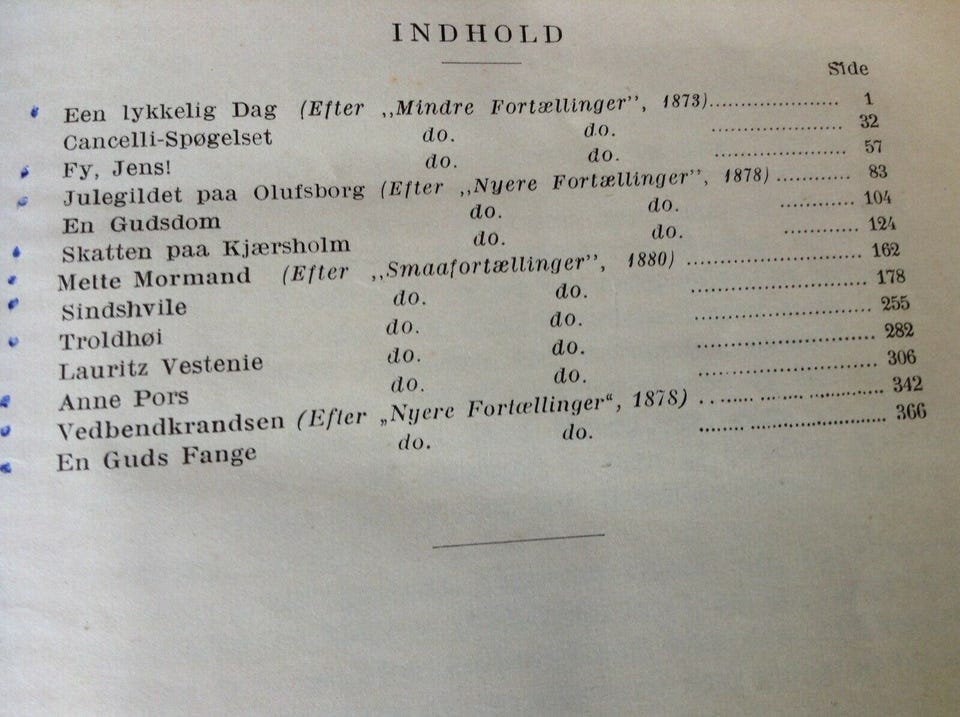 INDHOLD
Side
Een lykkelig Dag (Efter „Mindre Fortællinger”, 1873)..................... 1
Cancelli-Spøgelset do. do. ..................... 32
Fy, Jens! do. do. ..................... 57
Julegildet paa Olufsborg (Efter „Nyere Fortællinger”, 1878)............ 83
En Gudsdom do. do. ............ 104
Skatten paa Kjærsholm do. do. ............ 124
Mette Mormand (Efter „Smaafortællinger”, 1880) ............................ 162
Sindshvile do. do. ............................ 178
Troldhøi do. do. ............................ 255
Lauritz Vestenie do. do. ............................ 282
Anne Pors do. do. ............................ 306
Vedbendkrandsen (Efter „Nyere Fortællinger“, 1878) ............................ 342
En Guds Fange do. do. ............................ 366